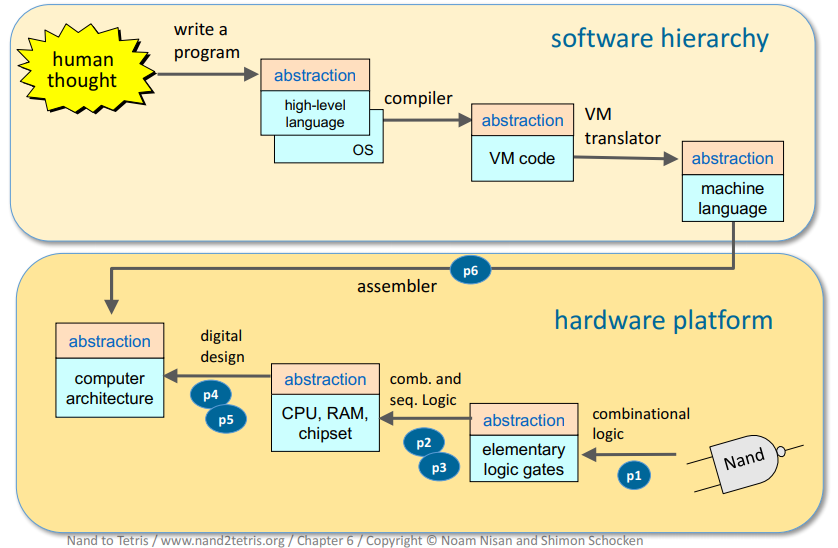 software hierarchy
human
thought
write a
program
abstraction
high-level
language
OS
compiler
abstraction
VM code
VM
translator
abstraction
machine
language
p6
assembler
hardware platform
abstraction
computer
architecture
digital
design
p4
p5
abstraction
CPU, RAM,
chipset
comb. and
seq. Logic
p2
p3
abstraction
elementary
logic gates
combinational
logic
p1
Nand
Nand to Tetris / www.nand2tetris.org / Chapter 6 / Copyright © Noam Nisan and Shimon Schocken